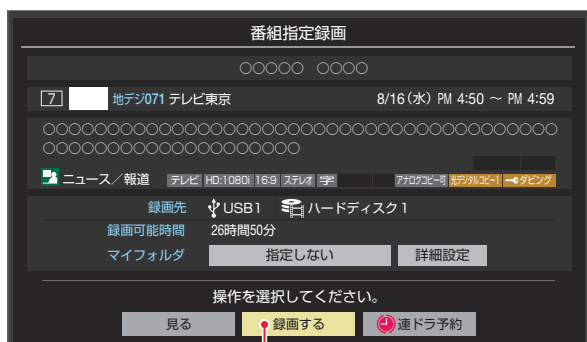 番組指定録画
○○○○○ ○○○○
7 地デジ071 テレビ東京 8/16(水) PM 4:50 ～ PM 4:59
○○○○○○○○○○○○○○○○○○○○○○○○○○○○○○○○○○○○○○○○
○○○○○○○○○○○○○○○○○○○○
ニュース／報道 テレビ HD:1080i 16:9 ステレオ 字 アナログコピー可 光デジタルコピー1 ダビング
録画先 USB1 ハードディスク1
録画可能時間 26時間50分
マイフォルダ 指定しない 詳細設定
操作を選択してください。
見る 録画する 連ドラ予約